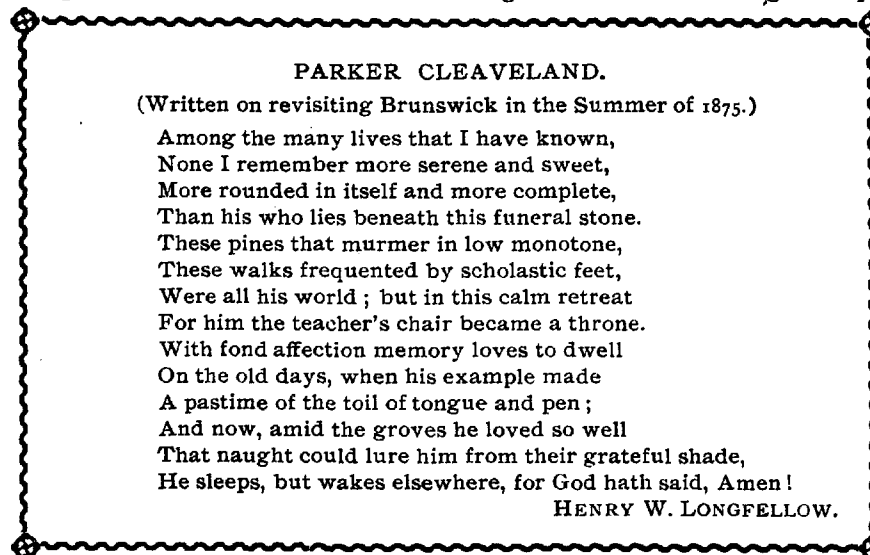 PARKER CLEAVELAND.
(Written on revisiting Brunswick in the Summer of 1875.)
Among the many lives that I have known,
None I remember more serene and sweet,
More rounded in itself and more complete,
Than his who lies beneath this funeral stone.
These pines that murmer in low monotone,
These walks frequented by scholastic feet,
Were all his world ; but in this calm retreat
For him the teacher's chair became a throne.
With fond affection memory loves to dwell
On the old days, when his example made
A pastime of the toil of tongue and pen ;
And now, amid the groves he loved so well
That naught could lure him from their grateful shade,
He sleeps, but wakes elsewhere, for God hath said, Amen !
HENRY W. LONGFELLOW.